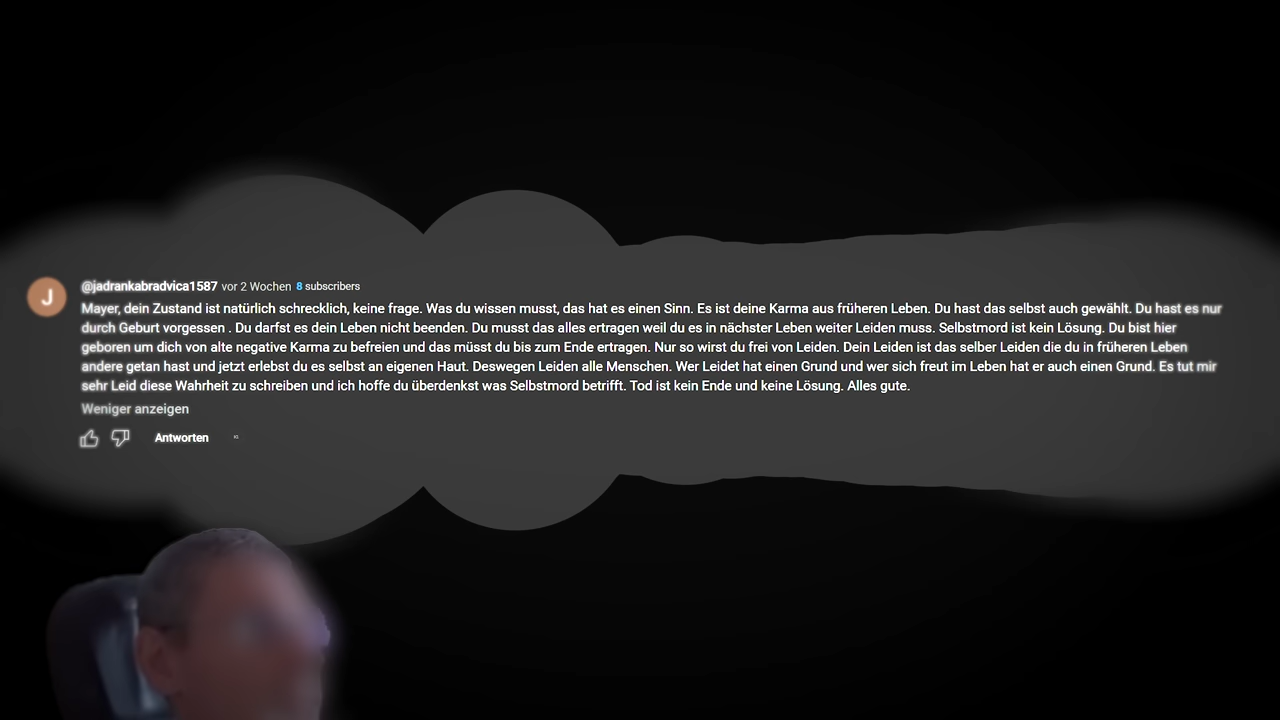 @jadrankabradvica1587 vor 2 Wochen 8 subscribers
Mayer, dein Zustand ist natürlich schrecklich, keine frage. Was du wissen musst, das hat es einen Sinn. Es ist deine Karma aus früheren Leben. Du hast das selbst auch gewählt. Du hast es nur
durch Geburt vorgessen . Du darfst es dein Leben nicht beenden. Du musst das alles ertragen weil du es in nächster Leben weiter Leiden muss. Selbstmord ist kein Lösung. Du bist hier
geboren um dich von alte negative Karma zu befreien und das müsst du bis zum Ende ertragen. Nur so wirst du frei von Leiden. Dein Leiden ist das selber Leiden die du in früheren Leben
andere getan hast und jetzt erlebst du es selbst an eigenen Haut. Deswegen Leiden alle Menschen. Wer Leidet hat einen Grund und wer sich freut im Leben hat er auch einen Grund. Es tut mir
sehr Leid diese Wahrheit zu schreiben und ich hoffe du überdenkst was Selbstmord betrifft. Tod ist kein Ende und keine Lösung. Alles gute.
Weniger anzeigen
Antworten